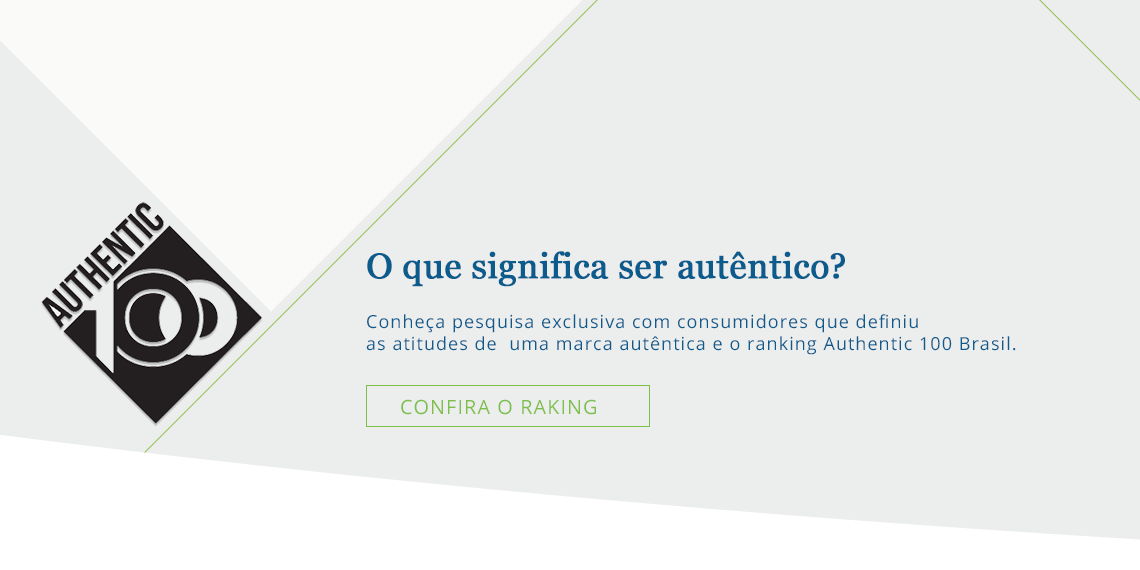 AUTHENTIC
100
O que significa ser autêntico?
Conheça pesquisa exclusiva com consumidores que definiu
as atitudes de  uma marca autêntica e o ranking Authentic 100 Brasil.
CONFIRA O RAKING